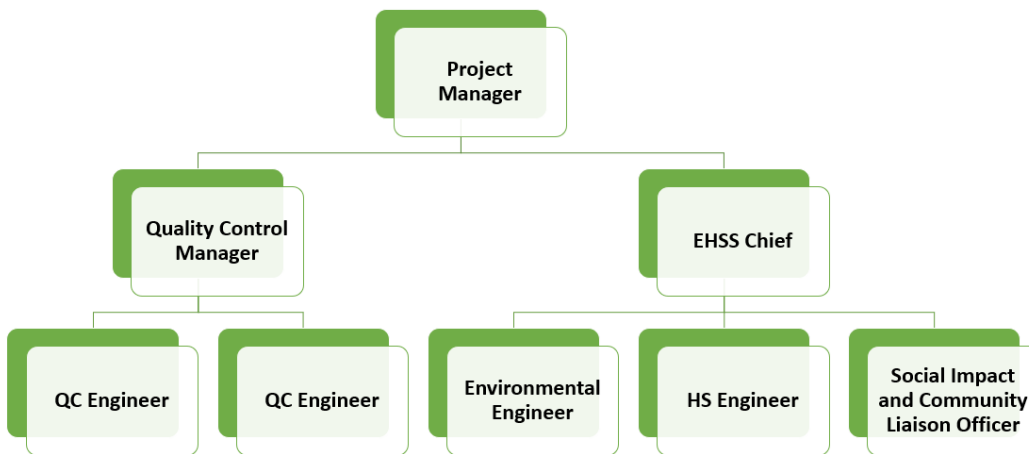 Project
Manager
Quality Control
Manager
EHSS Chief
QC Engineer
QC Engineer
Environmental
Engineer
HS Engineer
Social Impact
and Community
Liaison Officer